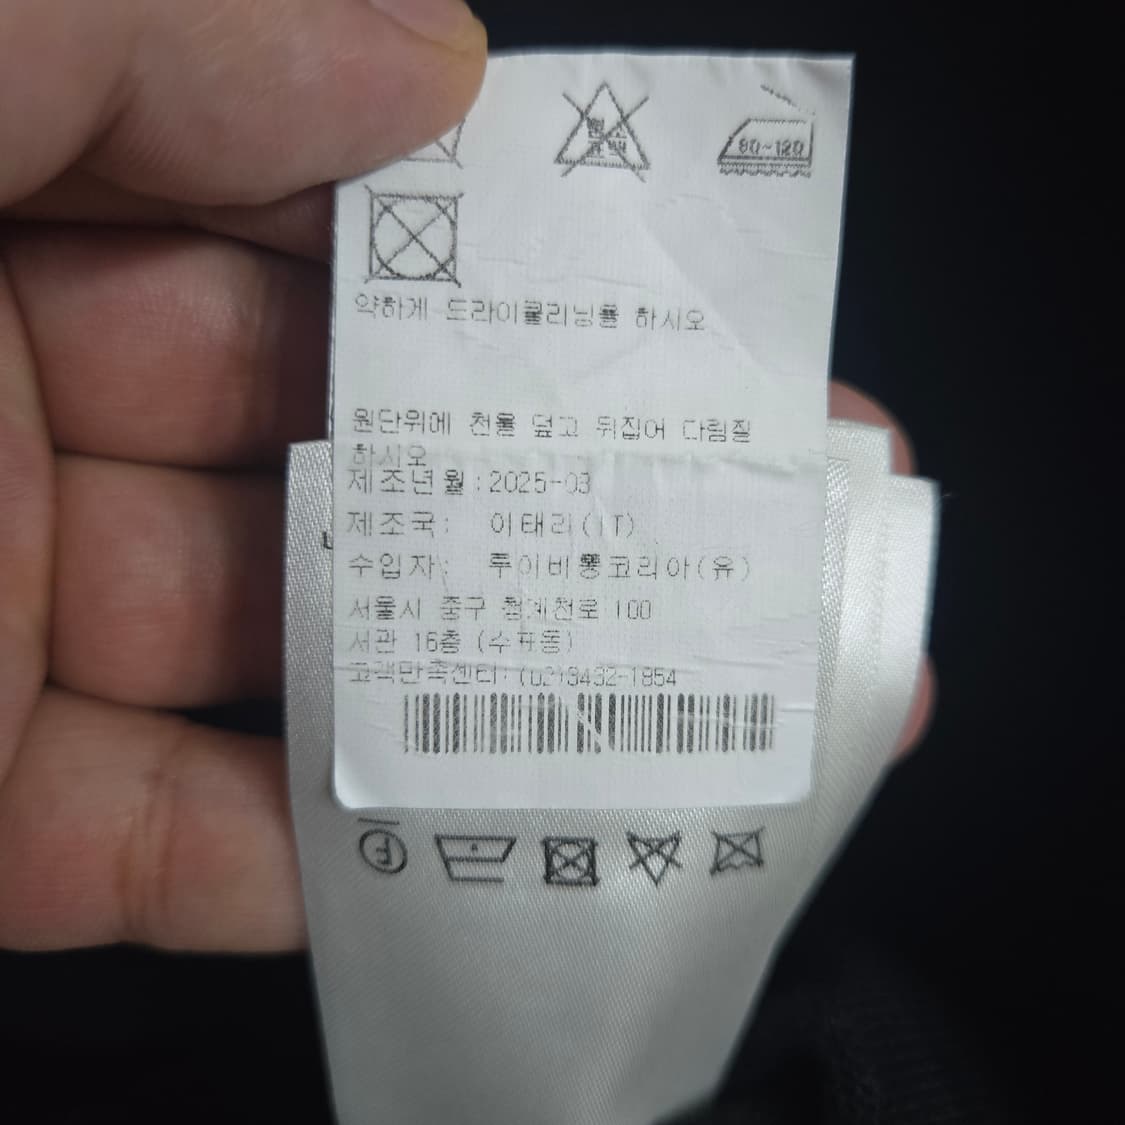 염소
표백
80~120
약하게 드라이클리닝을 하시오
원단위에 천을 덮고 뒤집어 다림질
하시오
제조년월:2025-03
제조국: 이태리(IT)
수입자: 루이비통코리아(유)
서울시 중구 청계천로 100
서관 16층 (수표동)
고객만족센터:(02)3432-1854
F